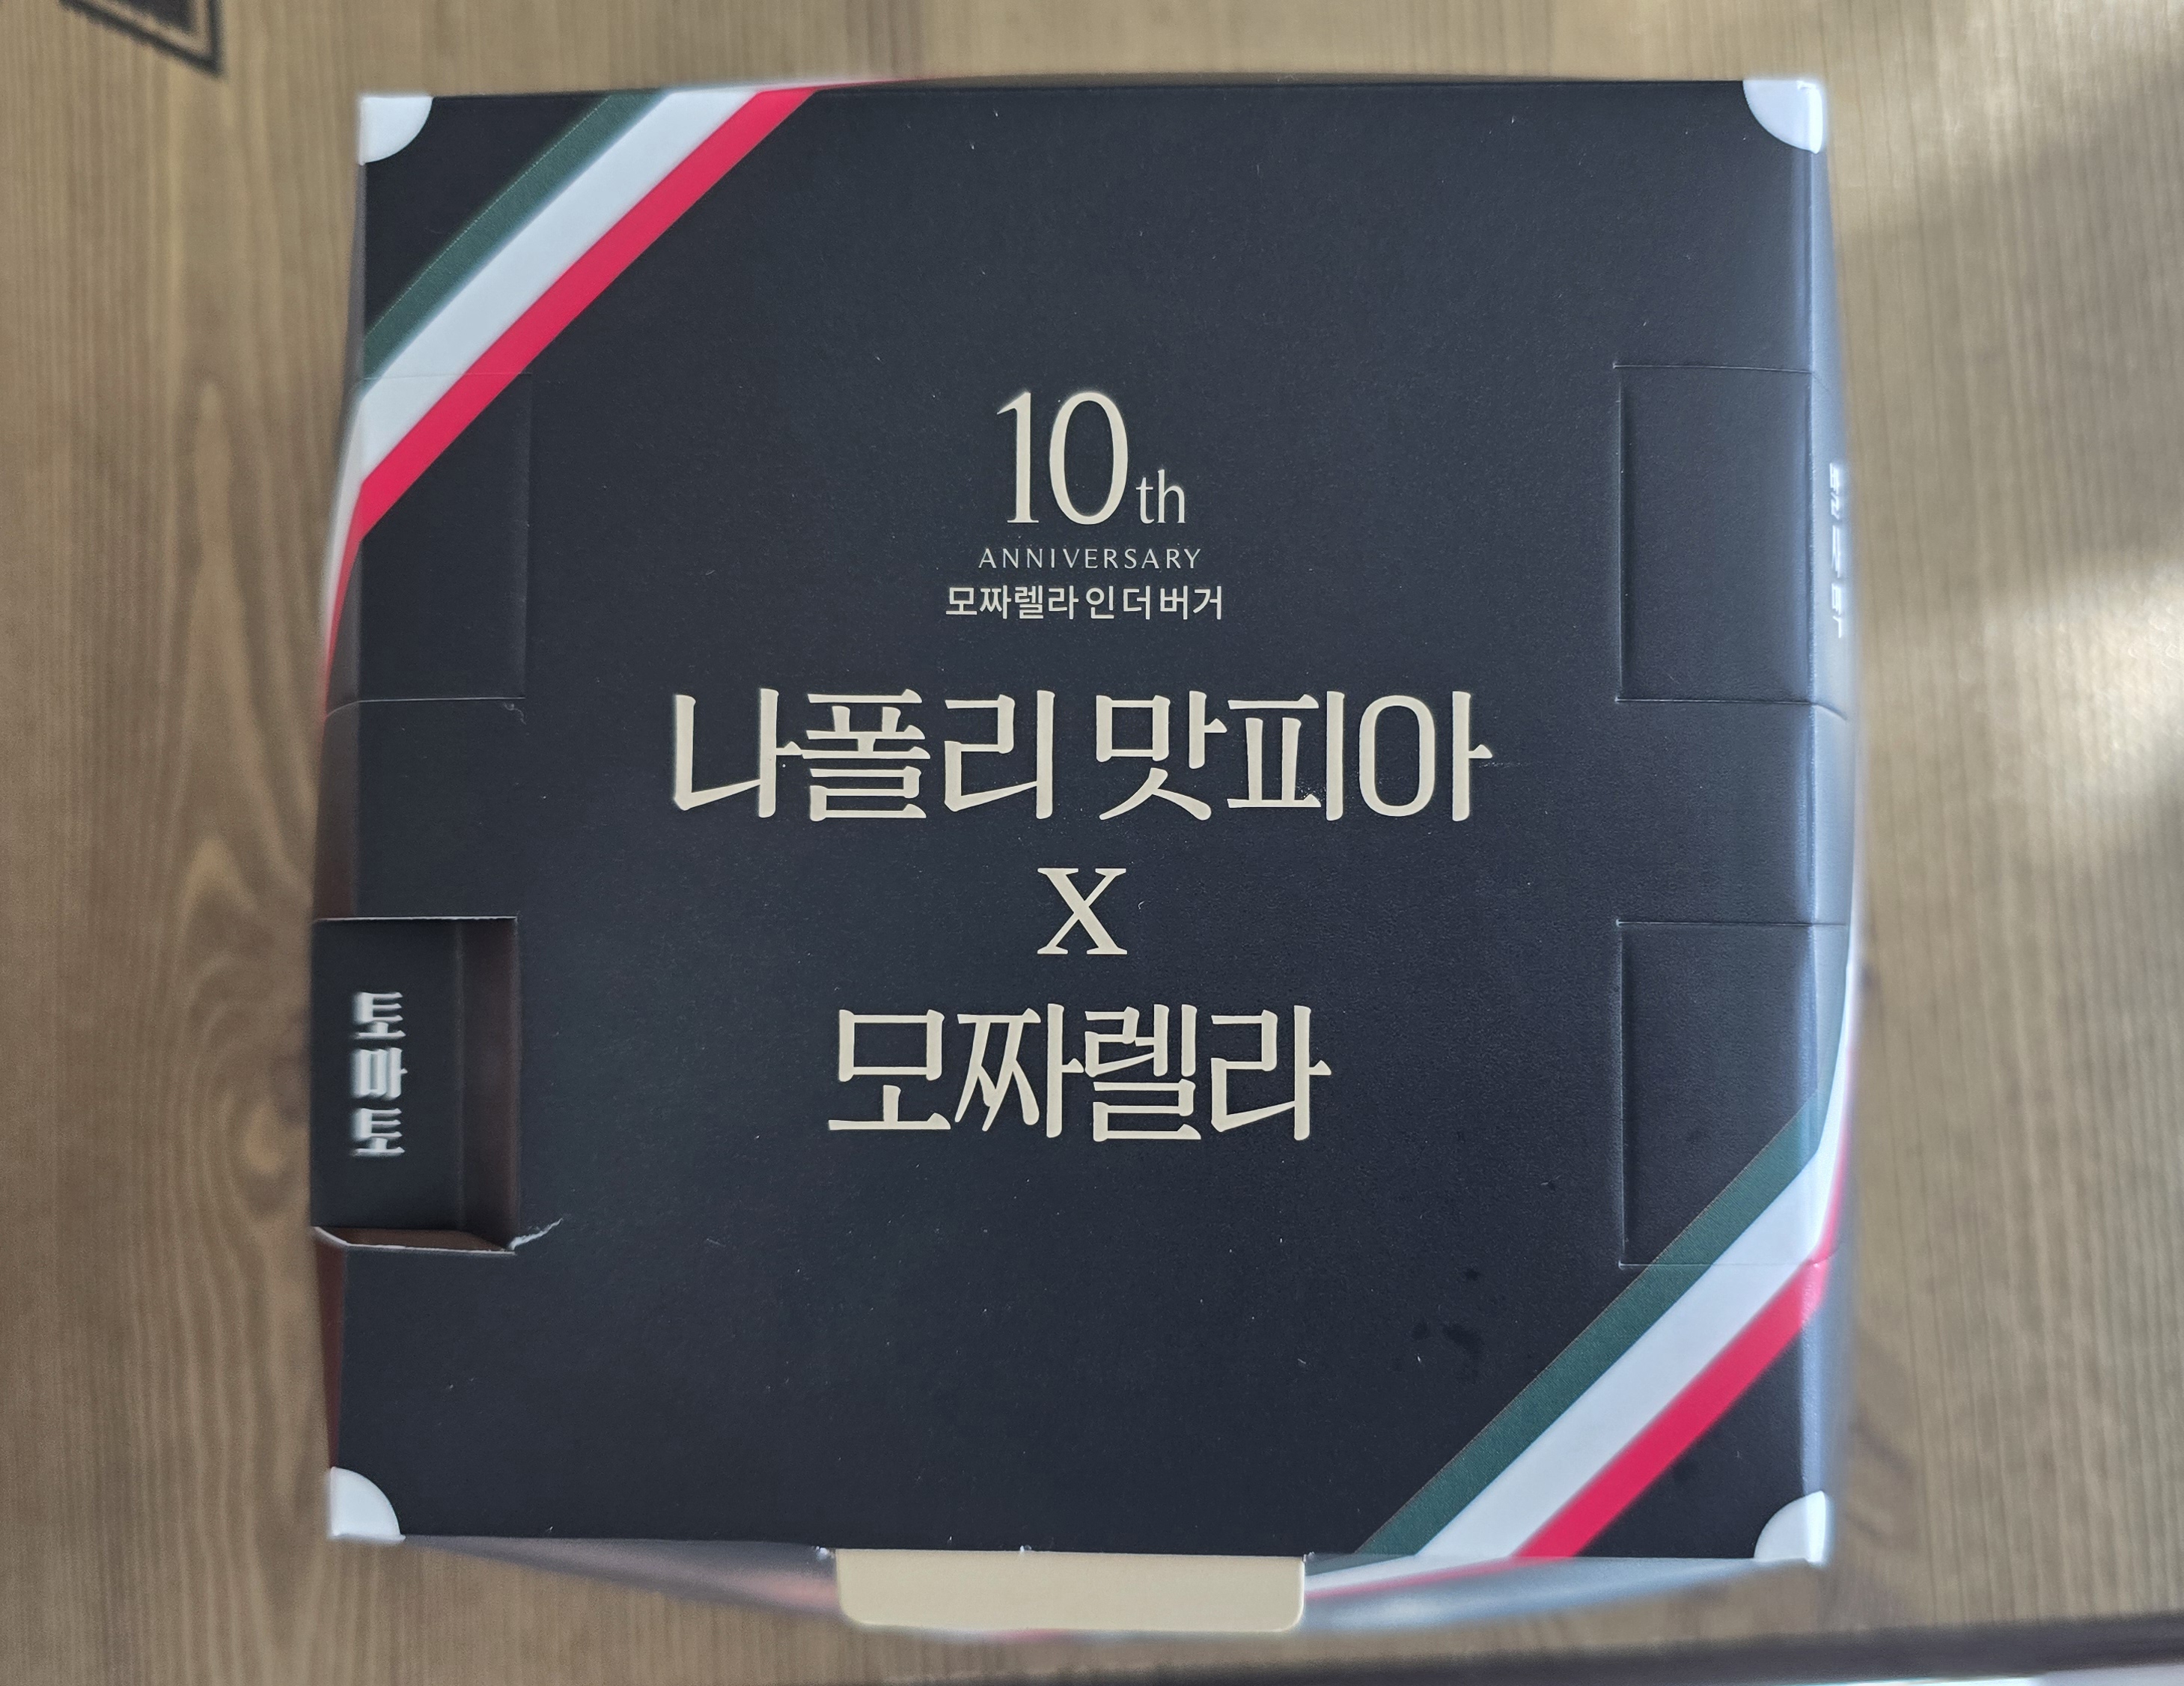 10th
ANNIVERSARY
모짜렐라 인 더 버거
나폴리 맛피아
X
모짜렐라
토마토